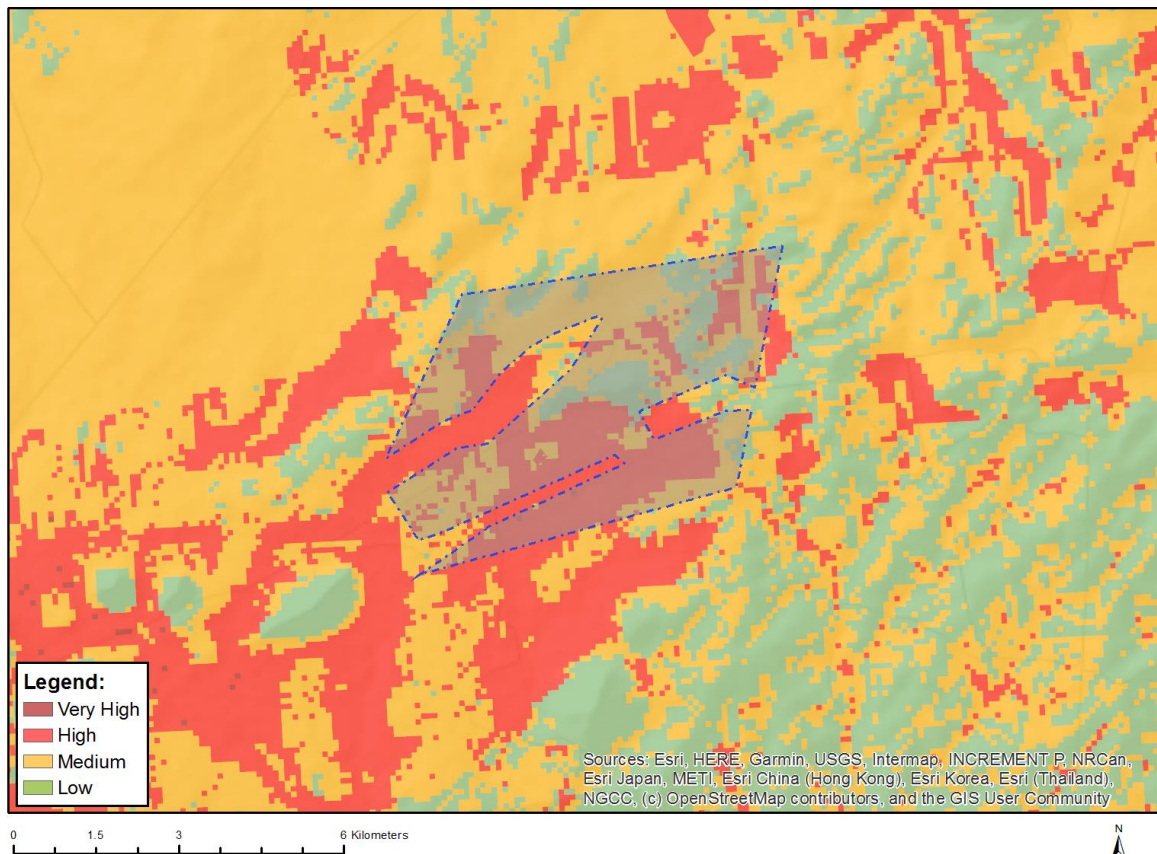 Legend:
Very High
High
Medium
Low
Sources: Esri, HERE, Garmin, USGS, Intermap, INCREMENT P, NRCan,
Esri Japan, METI, Esri China (Hong Kong), Esri Korea, Esri (Thailand),
NGCC, (c) OpenStreetMap contributors, and the GIS User Community
0 1.5 3 6 Kilometers
N